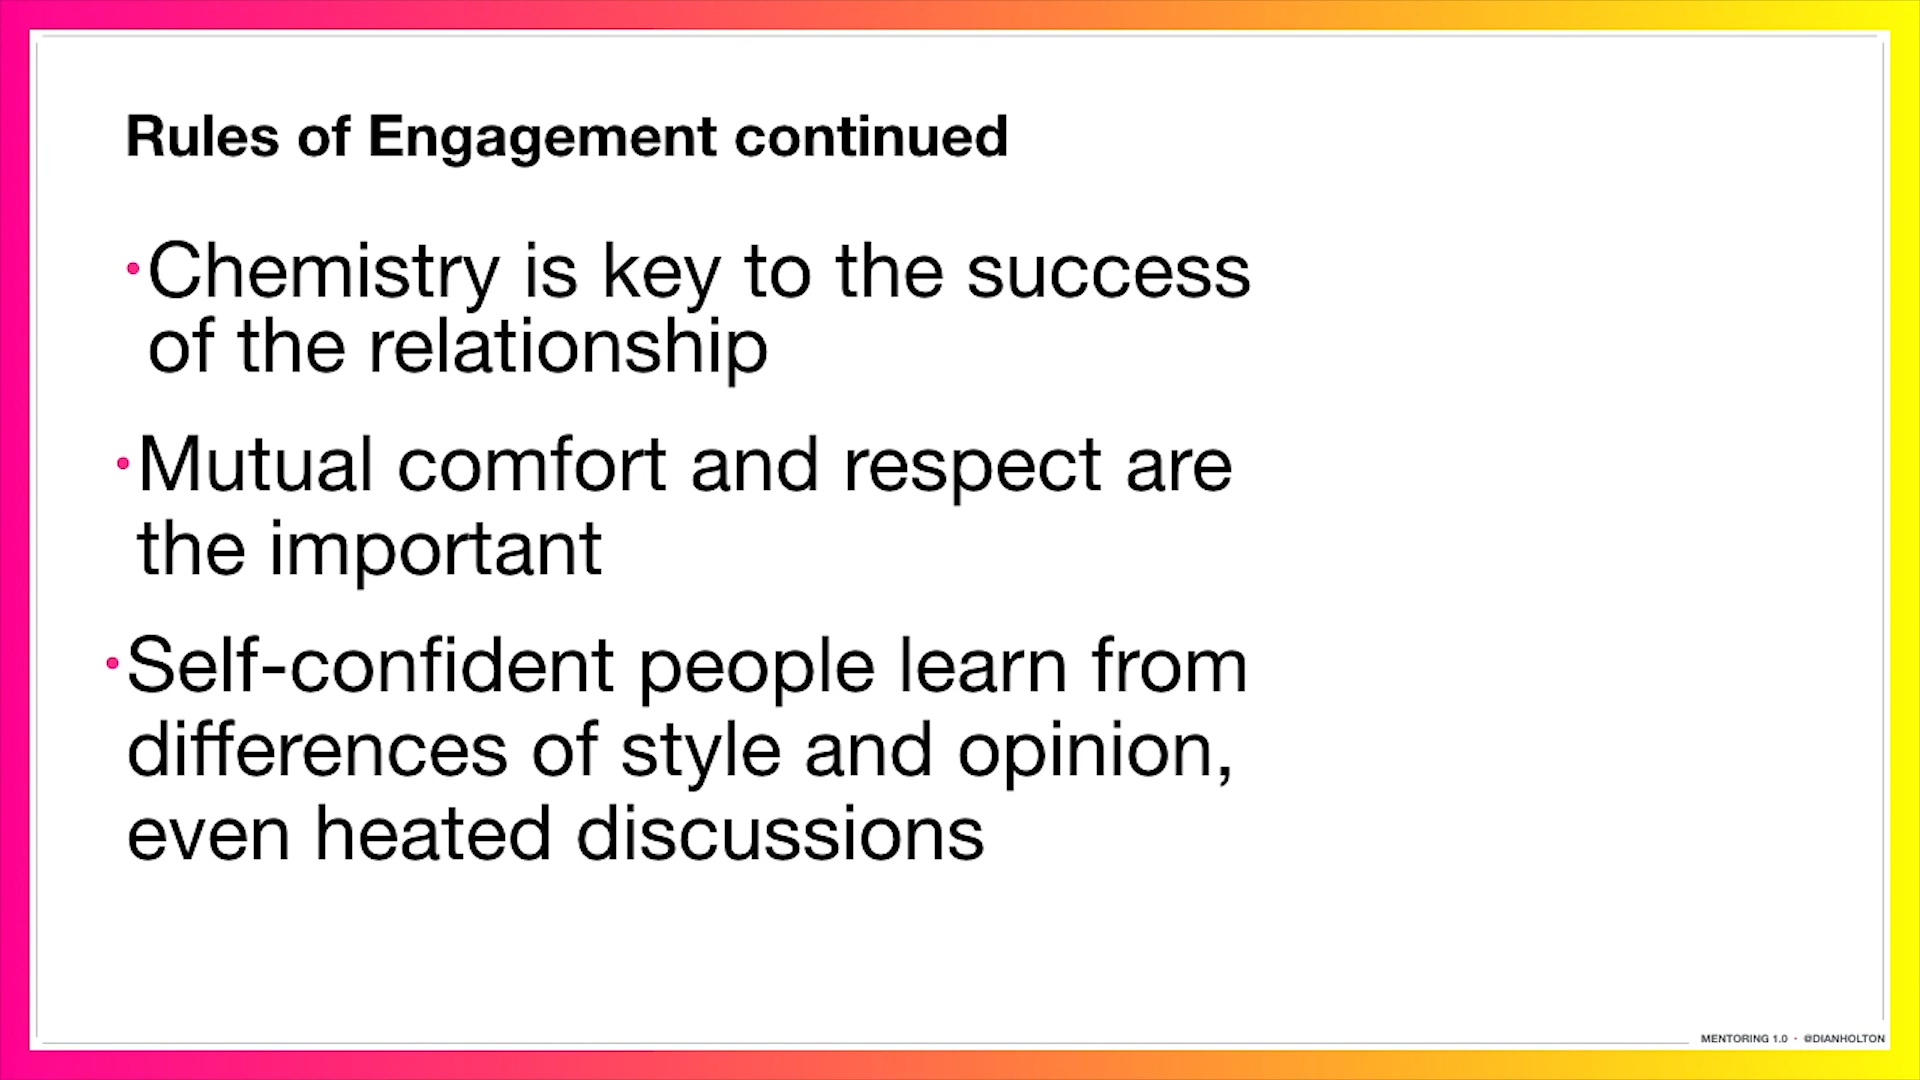 Rules of Engagement continued
•Chemistry is key to the success
of the relationship
•Mutual comfort and respect are
the important
•Self-confident people learn from
differences of style and opinion,
even heated discussions
MENTORING 1.0 • @DIANHOLTON